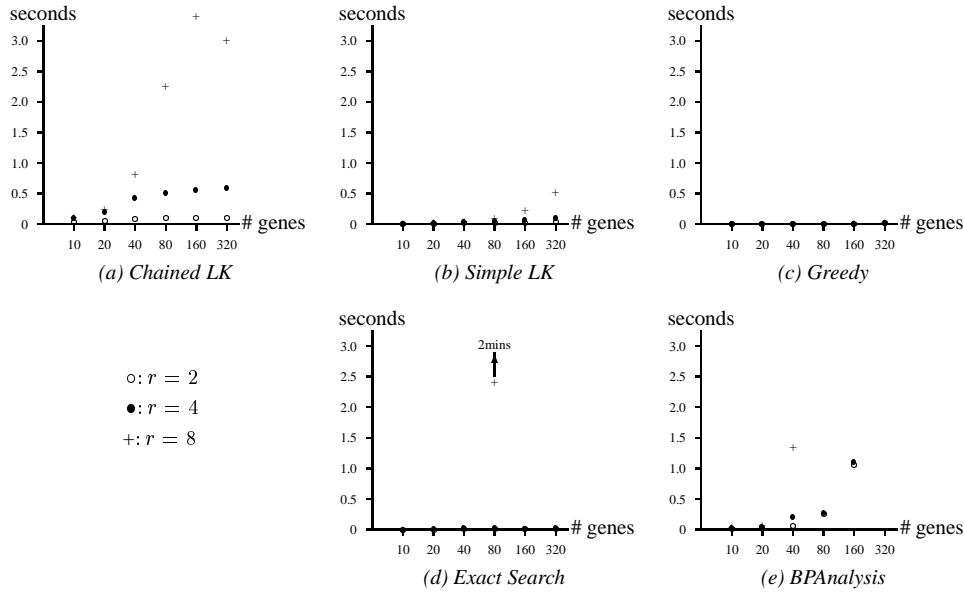 seconds
3.0
2.5
2.0
1.5
1.0
0.5
0
10 20 40 80 160 320
# genes
(a) Chained LK
seconds
3.0
2.5
2.0
1.5
1.0
0.5
0
10 20 40 80 160 320
# genes
(b) Simple LK
seconds
3.0
2.5
2.0
1.5
1.0
0.5
0
10 20 40 80 160 320
# genes
(c) Greedy
: r = 2
: r = 4
+: r = 8
seconds
2mins
3.0
2.5
2.0
1.5
1.0
0.5
0
10 20 40 80 160 320
# genes
(d) Exact Search
seconds
3.0
2.5
2.0
1.5
1.0
0.5
0
10 20 40 80 160 320
# genes
(e) BPAnalysis